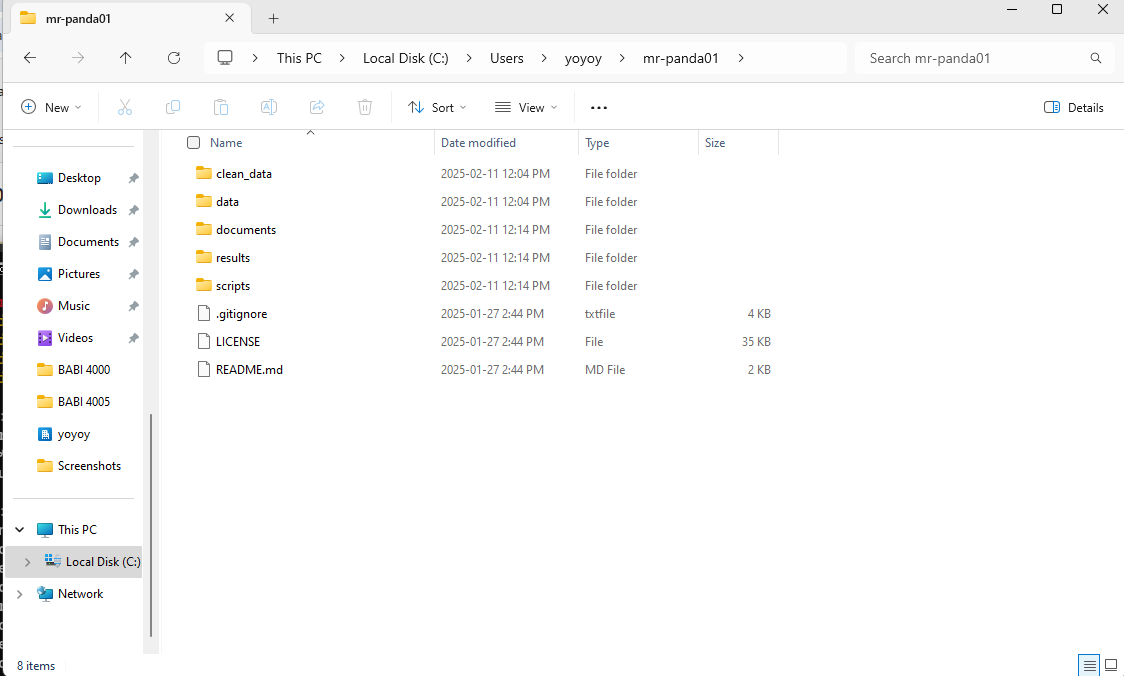 mr-panda01
This PC > Local Disk (C:) > Users > yoyoy > mr-panda01 >
Search mr-panda01
New
Sort
View
Details
Name Date modified Type Size
Desktop
Downloads
Documents
Pictures
Music
Videos
BABI 4000
BABI 4005
yoyoy
Screenshots
This PC
Local Disk (C:)
Network
clean_data 2025-02-11 12:04 PM File folder
data 2025-02-11 12:04 PM File folder
documents 2025-02-11 12:14 PM File folder
results 2025-02-11 12:14 PM File folder
scripts 2025-02-11 12:14 PM File folder
.gitignore 2025-01-27 2:44 PM txtfile 4 KB
LICENSE 2025-01-27 2:44 PM File 35 KB
README.md 2025-01-27 2:44 PM MD File 2 KB
8 items